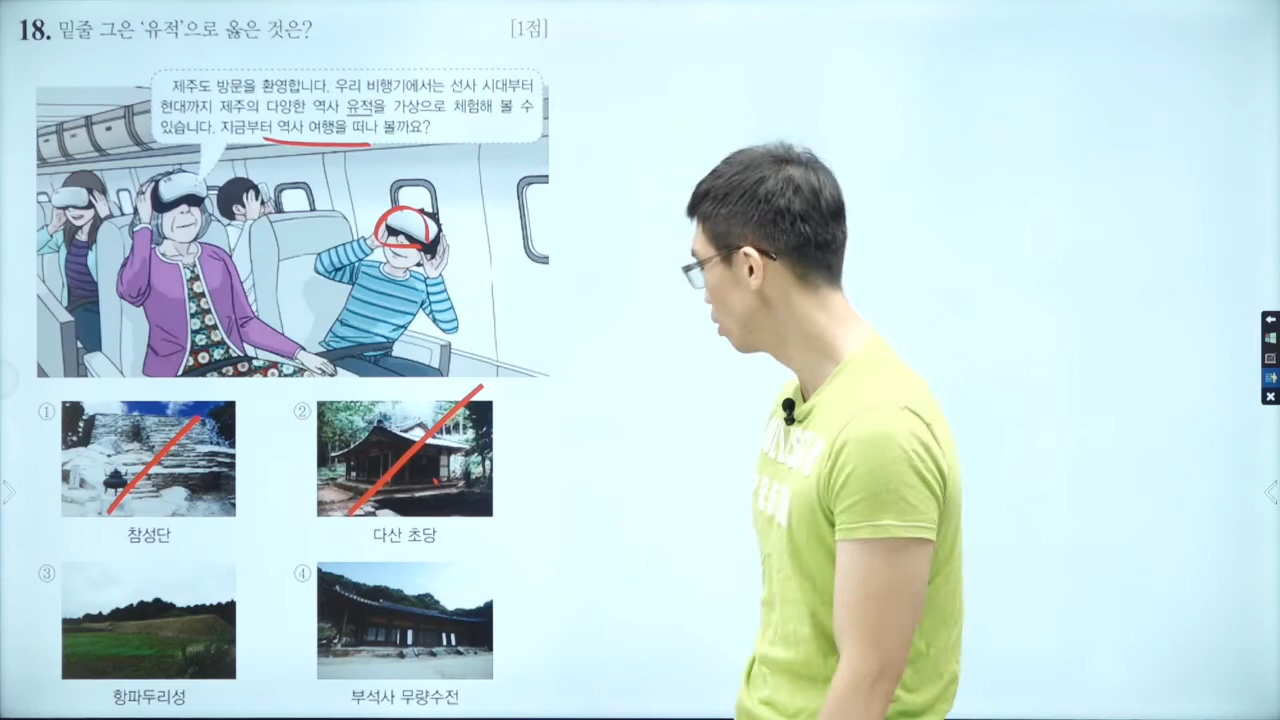 18. 밑줄 그은 ‘유적’으로 옳은 것은? [1점]
제주도 방문을 환영합니다. 우리 비행기에서는 선사 시대부터
현대까지 제주의 다양한 역사 유적을 가상으로 체험해 볼 수
있습니다. 지금부터 역사 여행을 떠나 볼까요?
① ②
참성단 다산 초당
③ ④
항파두리성 부석사 무량수전